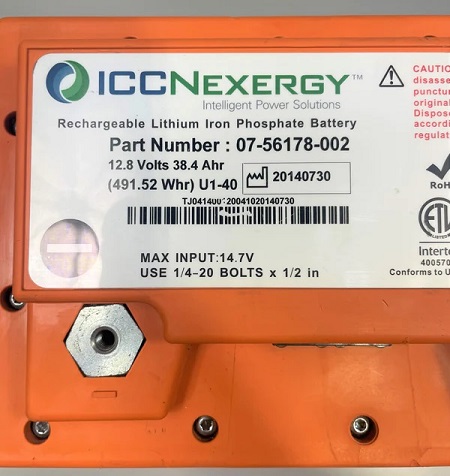 ICCNEXERGY™
Intelligent Power Solutions
Rechargeable Lithium Iron Phosphate Battery
Part Number : 07-56178-002
12.8 Volts 38.4 Ahr
(491.52 Whr) U1-40
20140730
MAX INPUT:14.7V
USE 1/4-20 BOLTS x 1/2 in
CAUTIO
disasse
punctur
original
Dispose
accordi
regulat
RoH
ETL
Interte
400570
Conforms to U